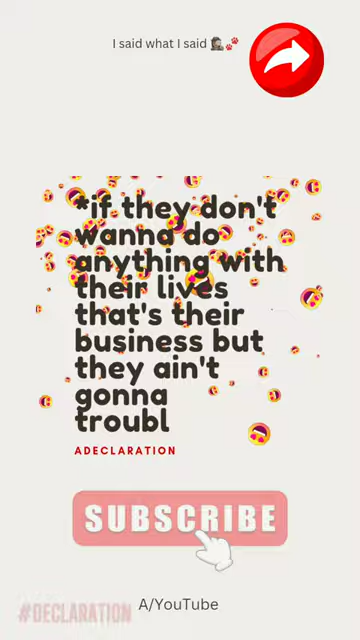 I said what I said
*if they don't
wanna do
anything with
their lives
that's their
business but
they ain't
gonna
troubl
ADECLARATION
SUBSCRIBE
A/YouTube
#DECLARATION